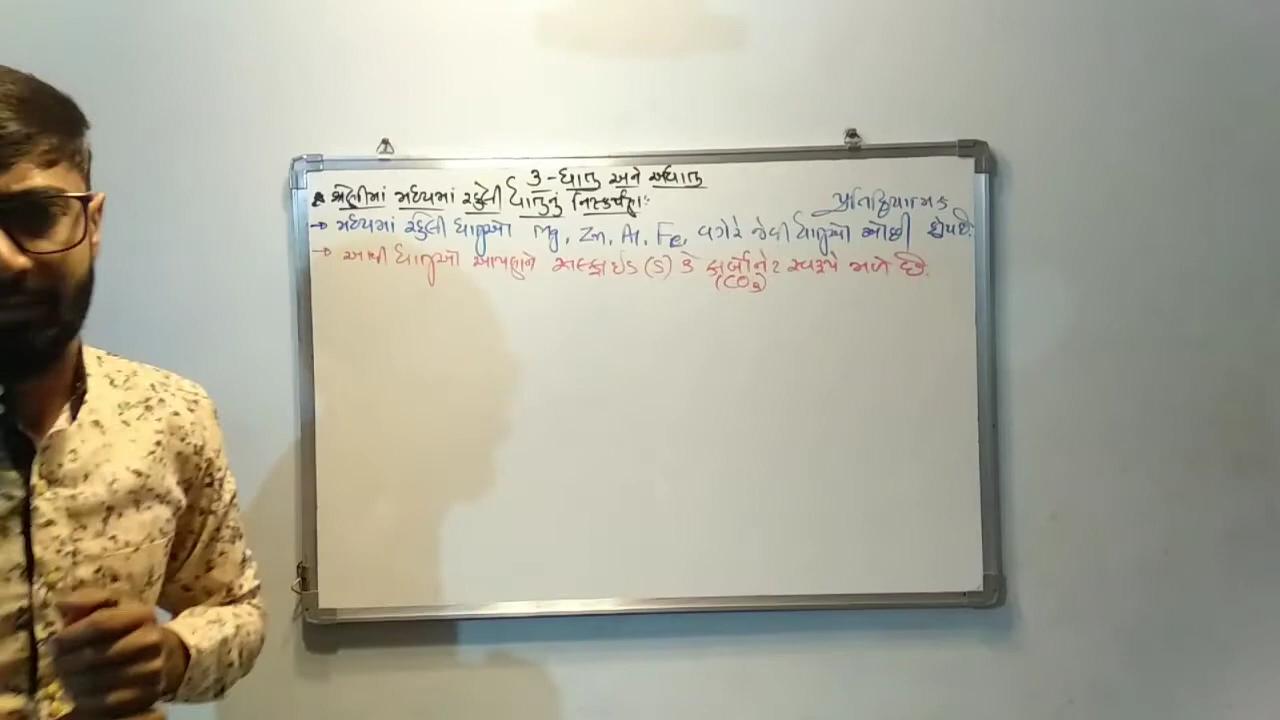 3-ધાતુ અને અધાતુ
શ્રેણીમાં મધ્યમાં રહેલી ધાતુનું નિષ્કર્ષણ:
પ્રતિક્રિયાત્મક
→ મધ્યમાં રહેલી ધાતુઓ Mg, Zn, Al, Fe, વગેરે જેવી ધાતુઓ ઓછી હોય છે.
→ આવી ધાતુઓ આપણને સલ્ફાઇડ (S) કે કાર્બોનેટ સ્વરૂપે મળે છે.
(CO₃)